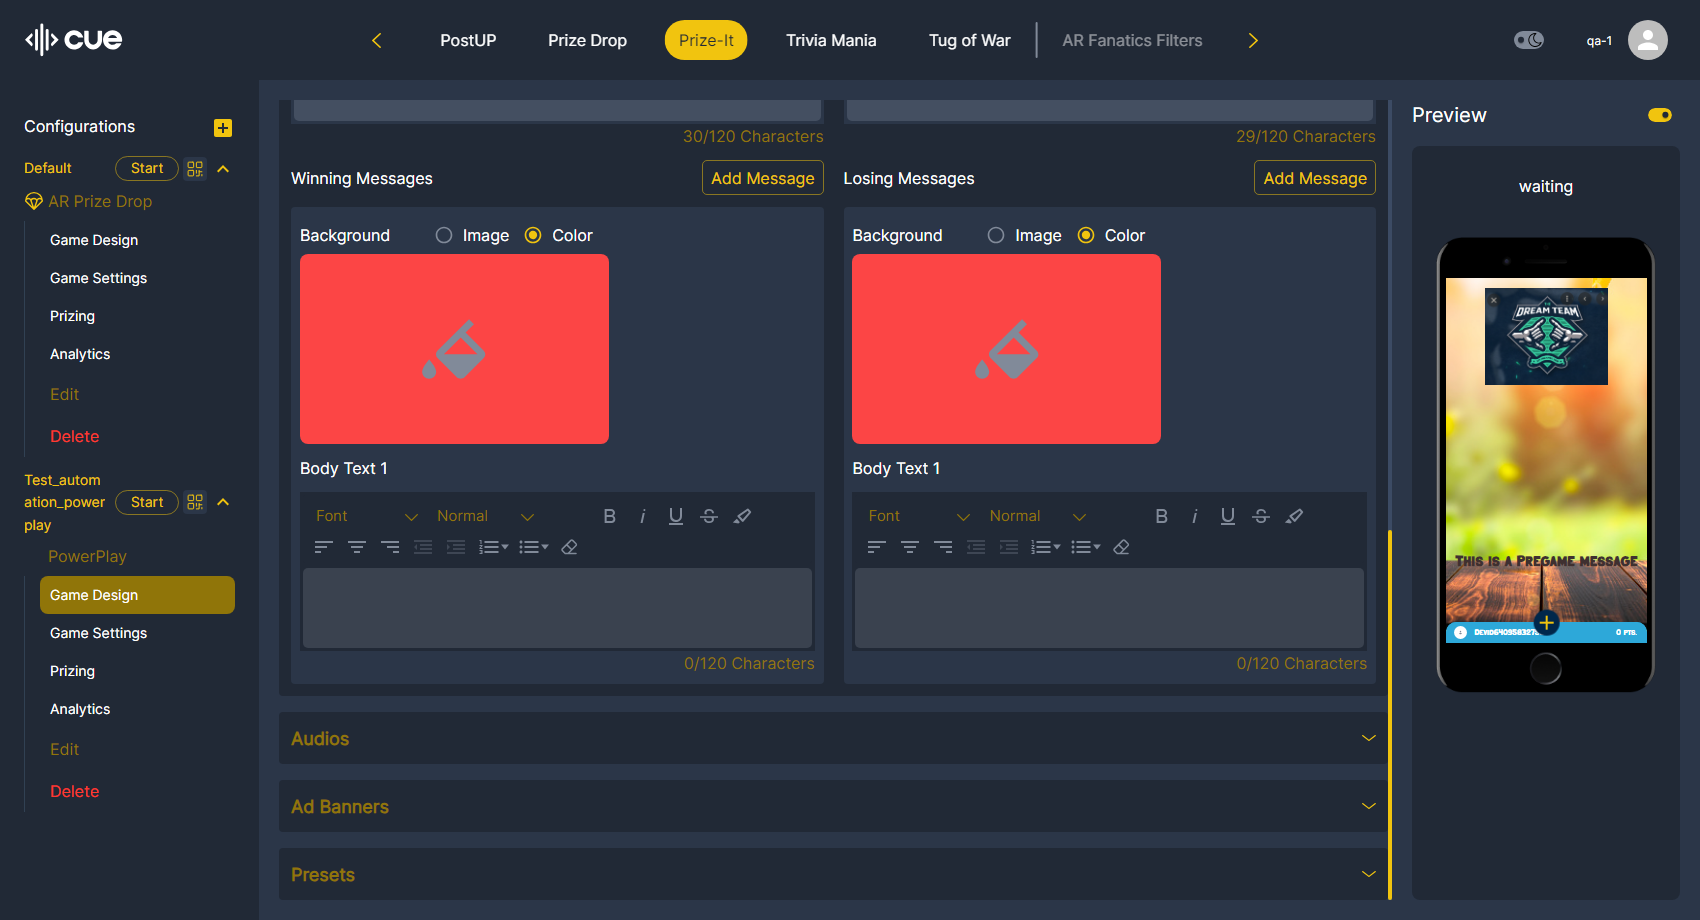 cue
PostUP
Prize Drop
Prize-It
Trivia Mania
Tug of War
AR Fanatics Filters
qa-1
Configurations
Default
Start
AR Prize Drop
Game Design
Game Settings
Prizing
Analytics
Edit
Delete
Test_autom
ation_power
play
Start
PowerPlay
Game Design
Game Settings
Prizing
Analytics
Edit
Delete
30/120 Characters
29/120 Characters
Winning Messages
Add Message
Losing Messages
Add Message
Background
Image
Color
Background
Image
Color
Body Text 1
Body Text 1
Font
Normal
B
i
U
S
Font
Normal
B
i
U
S
0/120 Characters
0/120 Characters
Audios
Ad Banners
Presets
Preview
waiting
DREAM TEAM
This is a Pregame message
0 pts.